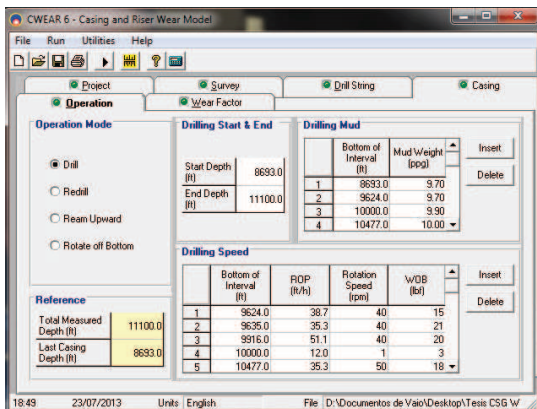 CWEAR 6 - Casing and Riser Wear Model
File Run Utilities Help
Project Survey Drill String Casing
Operation Wear Factor
Operation Mode
Drill
Redrill
Ream Upward
Rotate off Bottom
Reference
Total Measured Depth (ft) 11100.0
Last Casing Depth (ft) 8693.0
Drilling Start & End
Start Depth (ft) 8693.0
End Depth (ft) 11100.0
Drilling Mud
Bottom of Interval (ft) Mud Weight (ppg)
1 8693.0 9.70
2 9624.0 9.70
3 10000.0 9.90
4 10477.0 10.00
Insert
Delete
Drilling Speed
Bottom of Interval (ft) ROP (ft/h) Rotation Speed (rpm) WOB (lbf)
1 9624.0 38.7 40 15
2 9635.0 35.3 40 21
3 9916.0 51.1 40 20
4 10000.0 12.0 1 3
5 10477.0 35.3 50 18
Insert
Delete
18:49 23/07/2013 Units English File D:\Documentos de Vaio\Desktop\Tesis CSG W